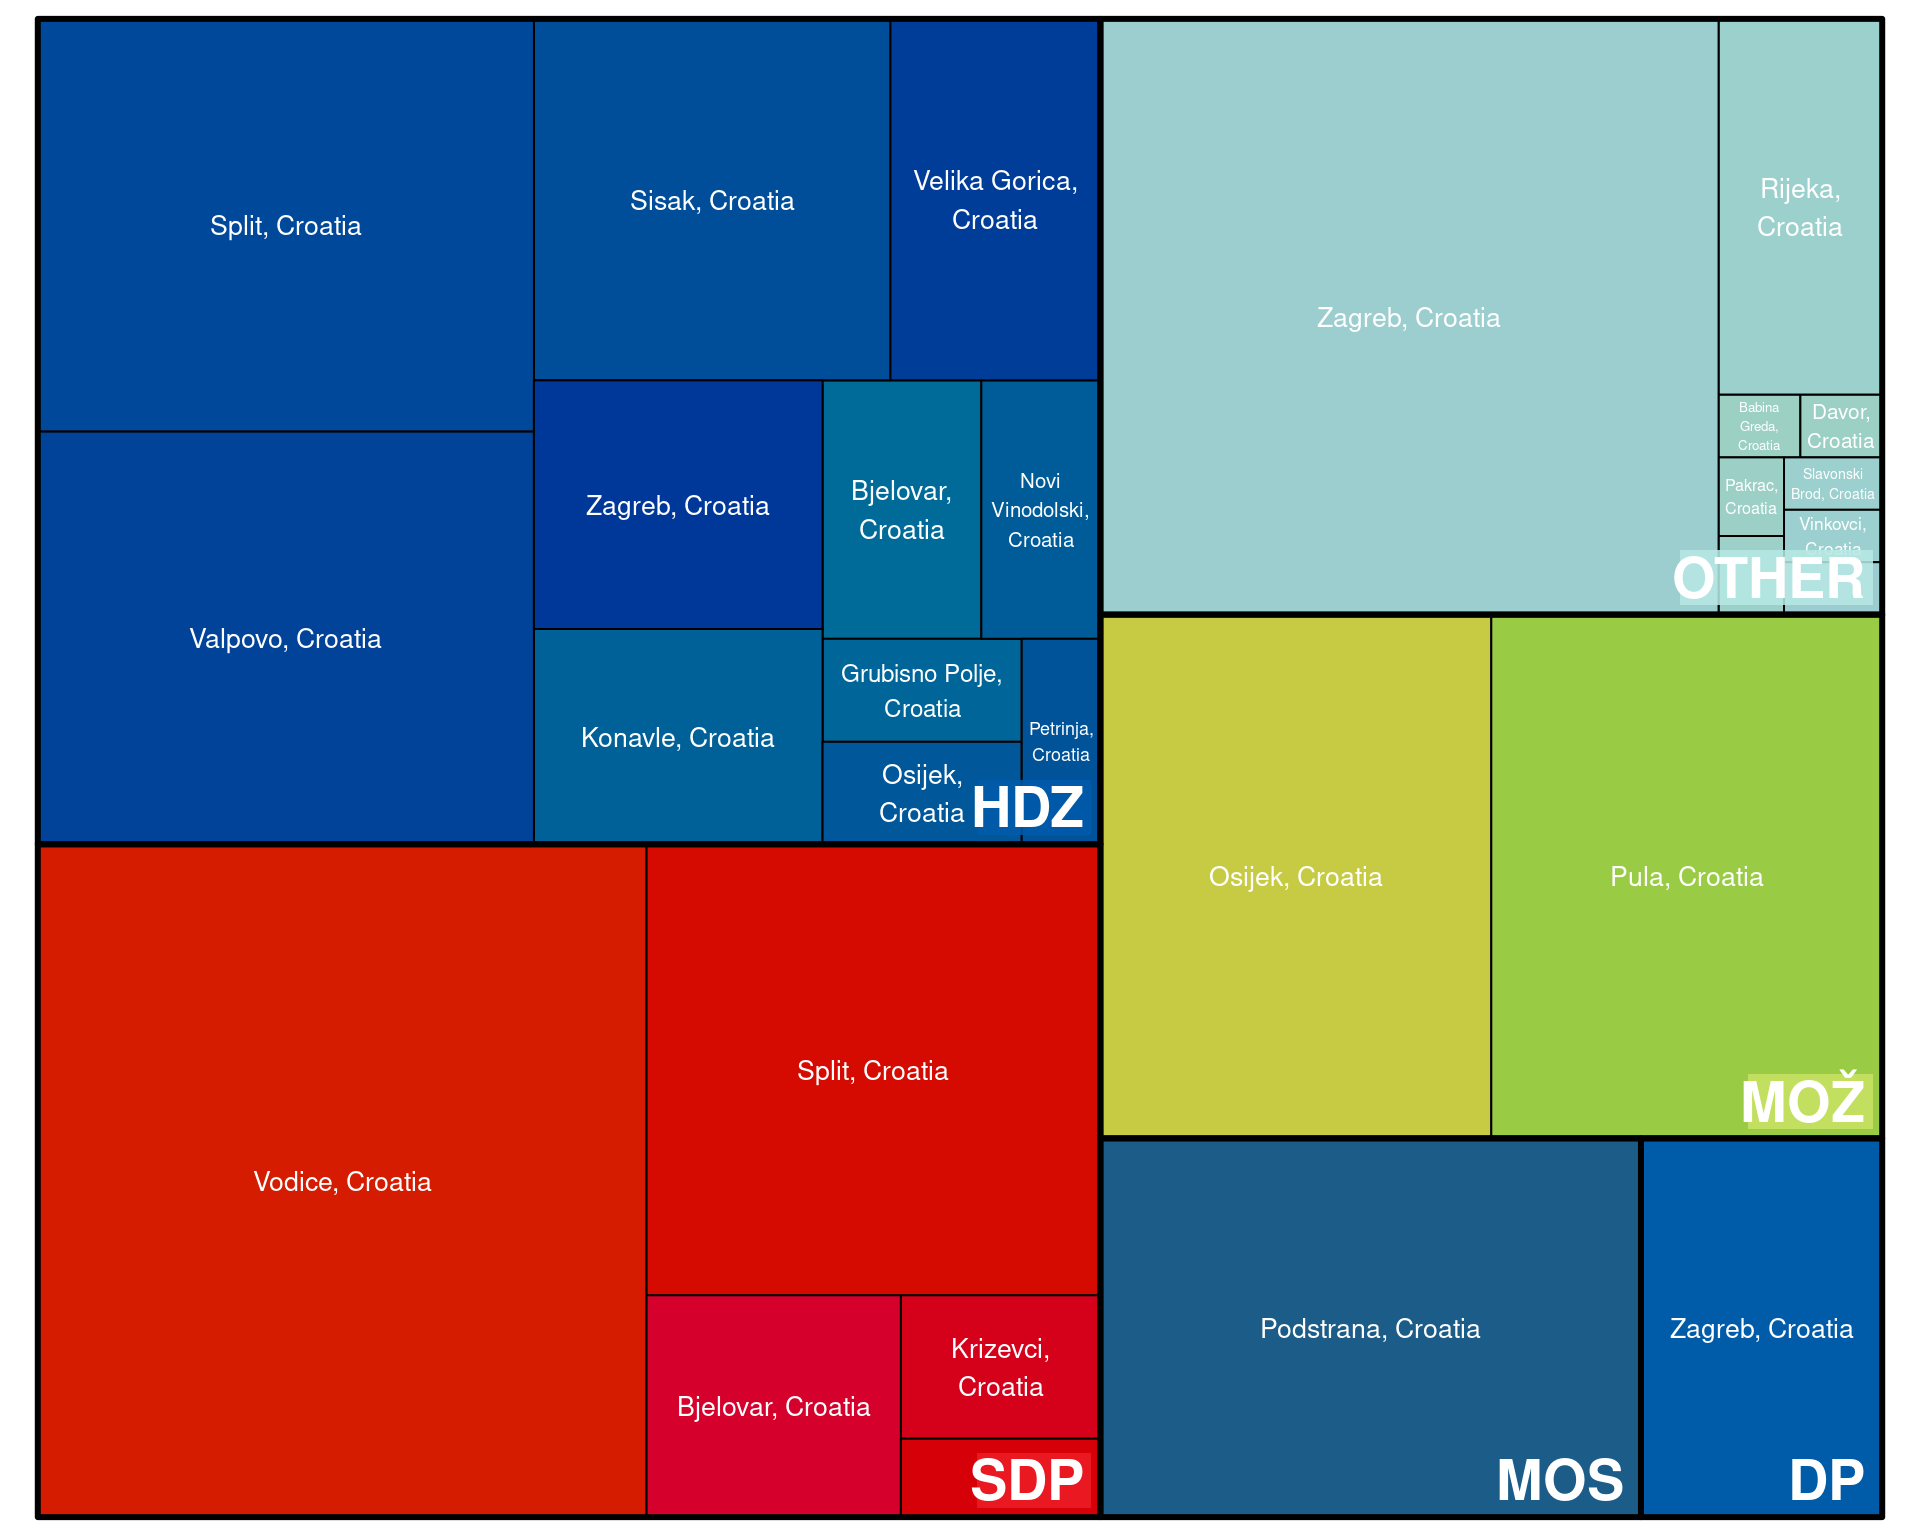 Split, Croatia
Sisak, Croatia
Velika Gorica,
Croatia
Valpovo, Croatia
Zagreb, Croatia
Bjelovar,
Croatia
Novi
Vinodolski,
Croatia
Konavle, Croatia
Grubisno Polje,
Croatia
Osijek,
Croatia
Petrinja,
Croatia
HDZ
Zagreb, Croatia
Rijeka,
Croatia
Babina
Greda,
Croatia
Davor,
Croatia
Pakrac,
Croatia
Slavonski
Brod, Croatia
Vinkovci,
Croatia
OTHER
Vodice, Croatia
Split, Croatia
Bjelovar, Croatia
Krizevci,
Croatia
SDP
Osijek, Croatia
Pula, Croatia
MOŽ
Podstrana, Croatia
MOS
Zagreb, Croatia
DP